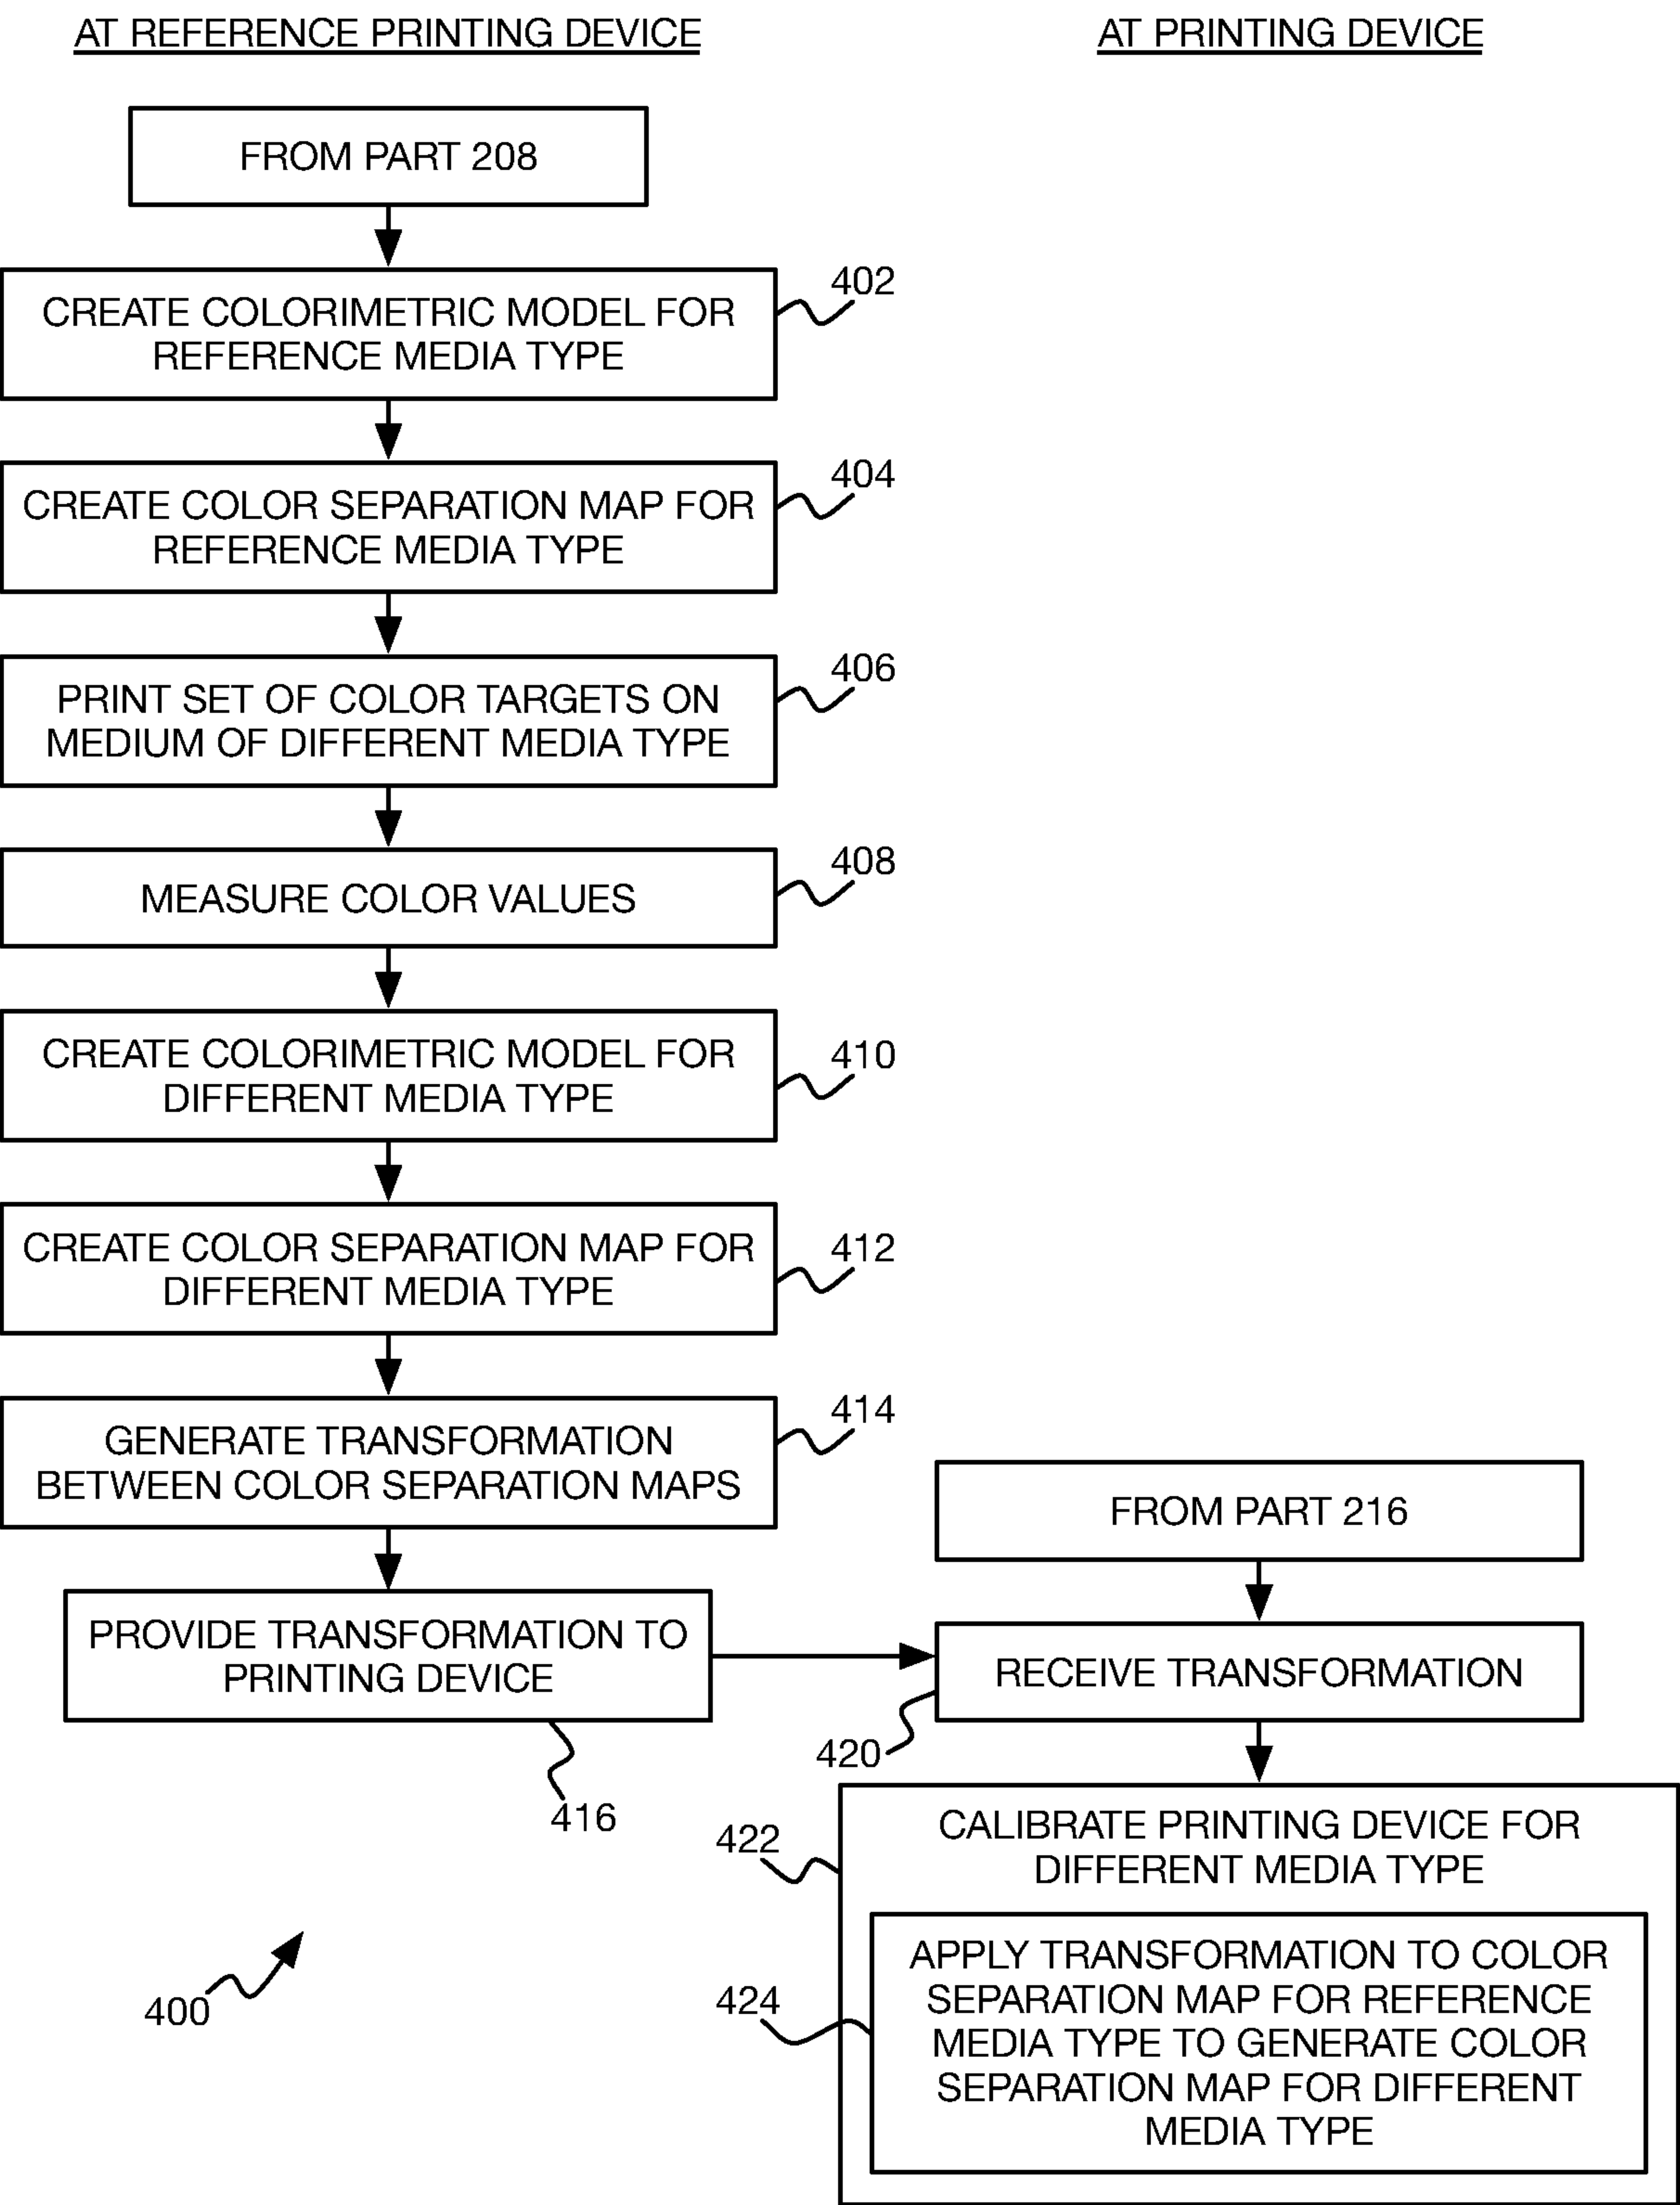 AT REFERENCE PRINTING DEVICE
AT PRINTING DEVICE
FROM PART 208
CREATE COLORIMETRIC MODEL FOR
REFERENCE MEDIA TYPE
402
CREATE COLOR SEPARATION MAP FOR
REFERENCE MEDIA TYPE
404
PRINT SET OF COLOR TARGETS ON
MEDIUM OF DIFFERENT MEDIA TYPE
406
MEASURE COLOR VALUES
408
CREATE COLORIMETRIC MODEL FOR
DIFFERENT MEDIA TYPE
410
CREATE COLOR SEPARATION MAP FOR
DIFFERENT MEDIA TYPE
412
GENERATE TRANSFORMATION
BETWEEN COLOR SEPARATION MAPS
414
PROVIDE TRANSFORMATION TO
PRINTING DEVICE
416
FROM PART 216
RECEIVE TRANSFORMATION
420
CALIBRATE PRINTING DEVICE FOR
DIFFERENT MEDIA TYPE
422
APPLY TRANSFORMATION TO COLOR
SEPARATION MAP FOR REFERENCE
MEDIA TYPE TO GENERATE COLOR
SEPARATION MAP FOR DIFFERENT
MEDIA TYPE
424
400